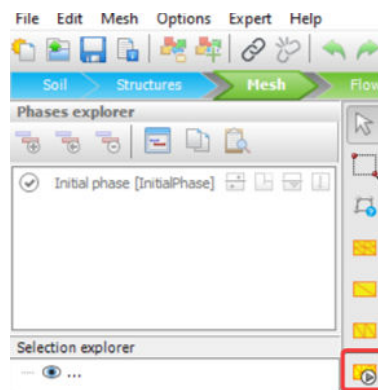 File Edit Mesh Options Expert Help
Soil Structures Mesh Flow
Phases explorer
Initial phase [InitialPhase]
Selection explorer
...